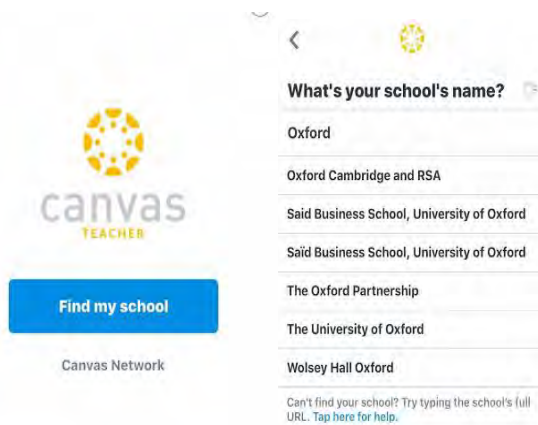 canvas
TEACHER
Find my school
Canvas Network
What's your school's name?
Oxford
Oxford Cambridge and RSA
Said Business School, University of Oxford
Saïd Business School, University of Oxford
The Oxford Partnership
The University of Oxford
Wolsey Hall Oxford
Can't find your school? Try typing the school's full
URL. Tap here for help.